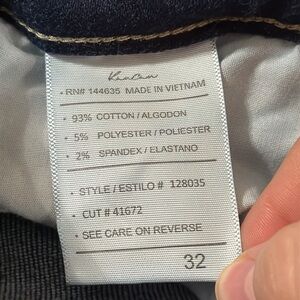 • RN# 144635 MADE IN VIETNAM
• 93% COTTON / ALGODON
• 5% POLYESTER / POLIESTER
• 2% SPANDEX / ELASTANO
• STYLE / ESTILO # 128035
• CUT # 41672
• SEE CARE ON REVERSE
32